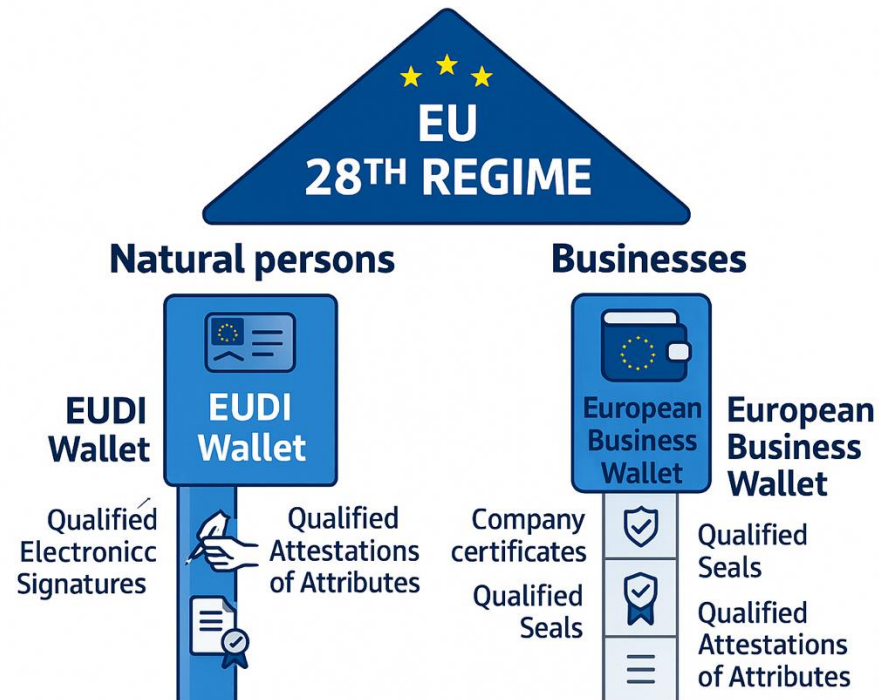 EU
28TH REGIME
Natural persons
EUDI
Wallet
EUDI
Wallet
Qualified
Electronicc
Signatures
Qualified
Attestations
of Attributes
Businesses
European
Business
Wallet
European
Business
Wallet
Company
certificates
Qualified
Seals
Qualified
Seals
Qualified
Attestations
of Attributes